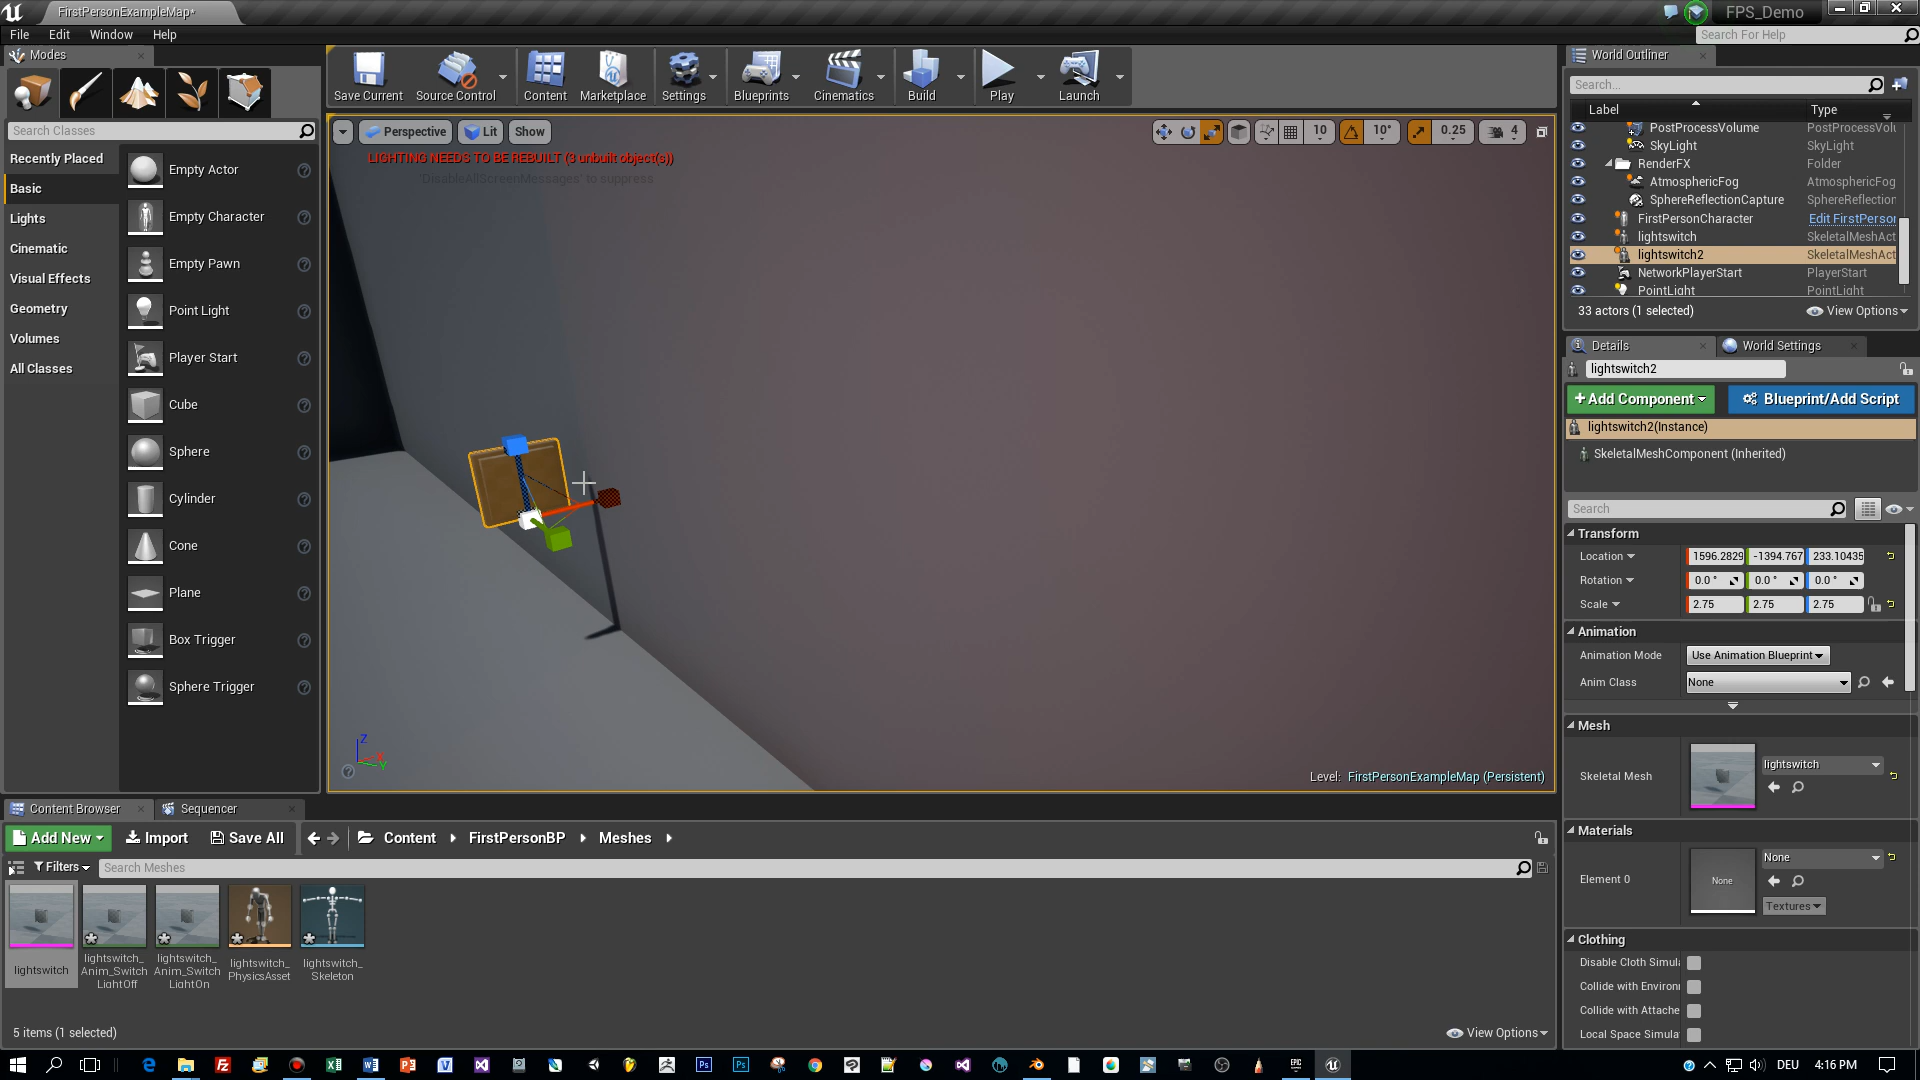 FirstPersonExampleMap*
FPS_Demo
File Edit Window Help
Search For Help
Modes
Search Classes
Recently Placed
Basic
Lights
Cinematic
Visual Effects
Geometry
Volumes
All Classes
Empty Actor
Empty Character
Empty Pawn
Point Light
Player Start
Cube
Sphere
Cylinder
Cone
Plane
Box Trigger
Sphere Trigger
Save Current Source Control Content Marketplace Settings Blueprints Cinematics Build Play Launch
Perspective Lit Show
10 10° 0.25 4
LIGHTING NEEDS TO BE REBUILT (3 unbuilt object(s))
'DisableAllScreenMessages' to suppress
Z
X
Y
Level: FirstPersonExampleMap (Persistent)
World Outliner
Search...
Label Type
PostProcessVolume PostProcessVolu
SkyLight SkyLight
RenderFX Folder
AtmosphericFog AtmosphericFog
SphereReflectionCapture SphereReflection
FirstPersonCharacter Edit FirstPerson
lightswitch SkeletalMeshAct
lightswitch2 SkeletalMeshAct
NetworkPlayerStart PlayerStart
PointLight PointLight
33 actors (1 selected) View Options
Details World Settings
lightswitch2
+ Add Component Blueprint/Add Script
lightswitch2(Instance)
SkeletalMeshComponent (Inherited)
Search
Transform
Location 1596.2829 -1394.767 233.10435
Rotation 0.0 ° 0.0 ° 0.0 °
Scale 2.75 2.75 2.75
Animation
Animation Mode Use Animation Blueprint
Anim Class None
Mesh
Skeletal Mesh lightswitch
Materials
Element 0 None None
Textures
Clothing
Disable Cloth Simula
Collide with Environ
Collide with Attache
Local Space Simula
Content Browser Sequencer
Add New Import Save All Content FirstPersonBP Meshes
Filters Search Meshes
lightswitch
lightswitch_
Anim_Switch
LightOff
lightswitch_
Anim_Switch
LightOn
lightswitch_
PhysicsAsset
lightswitch_
Skeleton
5 items (1 selected) View Options
DEU 4:16 PM